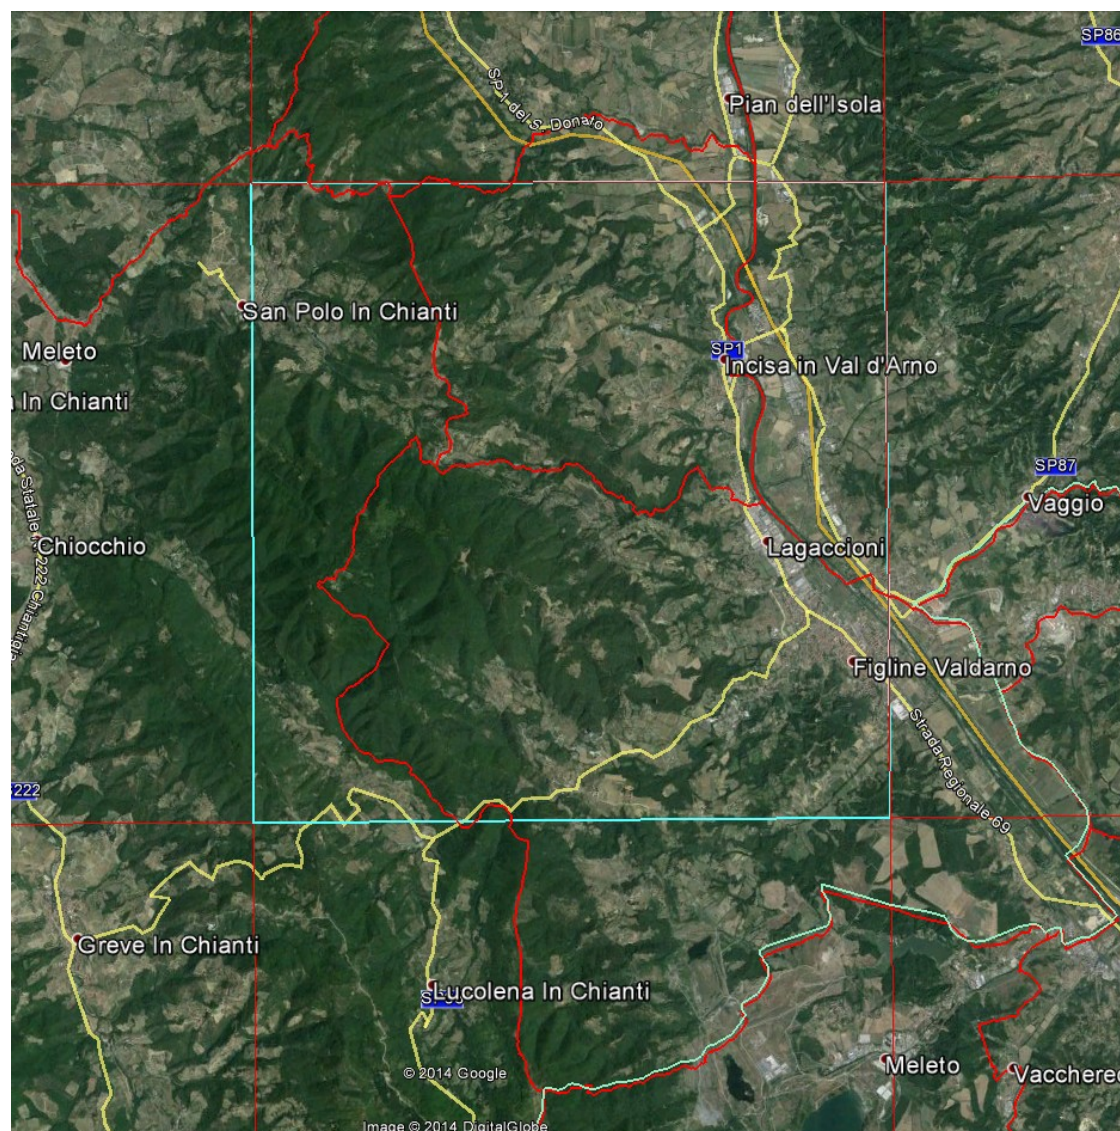 SP86
Pian dell'Isola
SP1 del S. Donato
San Polo In Chianti
Meleto
SP1
Incisa in Val d'Arno
In Chianti
SP87
Vaggio
Chiocchio
Lagaccioni
Figline Valdarno
Strada Regionale 69
222
Greve In Chianti
Lucolena In Chianti
Meleto
© 2014 Google
Image © 2014 DigitalGlobe